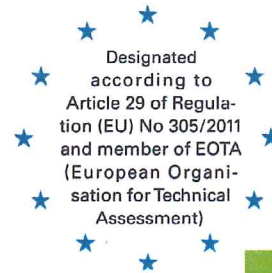 Designated
according to
Article 29 of Regula-
tion (EU) No 305/2011
and member of EOTA
(European Organi-
sation for Technical
Assessment)